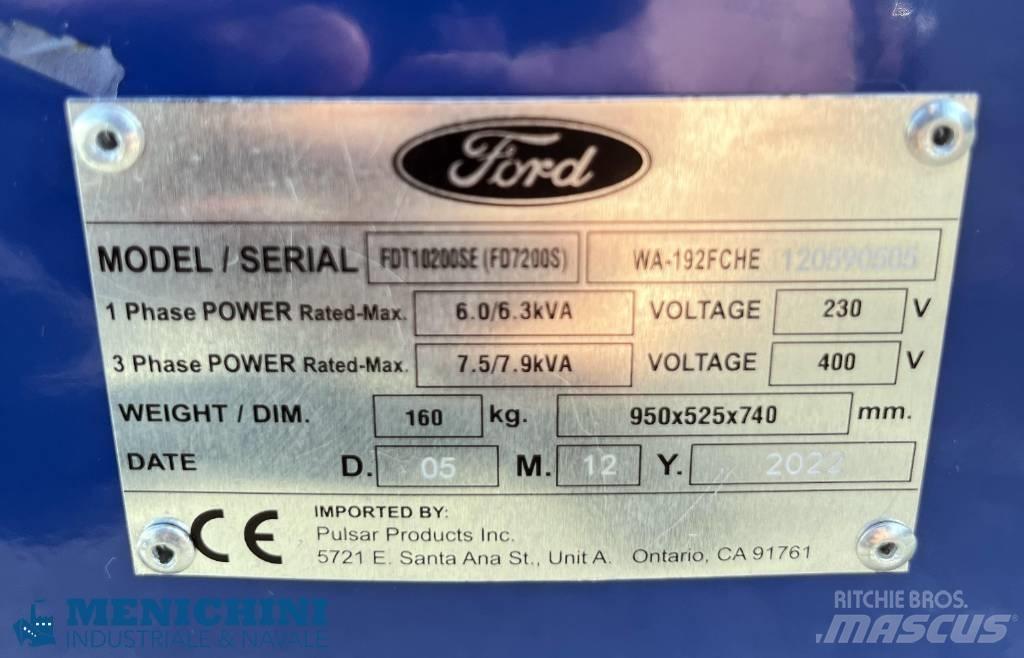 Ford
MODEL / SERIAL FDT10200SE (FD7200S) WA-192FCHE 120590505
1 Phase POWER Rated-Max. 6.0/6.3kVA VOLTAGE 230 V
3 Phase POWER Rated-Max. 7.5/7.9kVA VOLTAGE 400 V
WEIGHT / DIM. 160 kg. 950x525x740 mm.
DATE D. 05 M. 12 Y. 2022
CE
IMPORTED BY:
Pulsar Products Inc.
5721 E. Santa Ana St., Unit A. Ontario, CA 91761
MENICHINI
INDUSTRIALE & NAVALE
RITCHIE BROS.
MASCUS